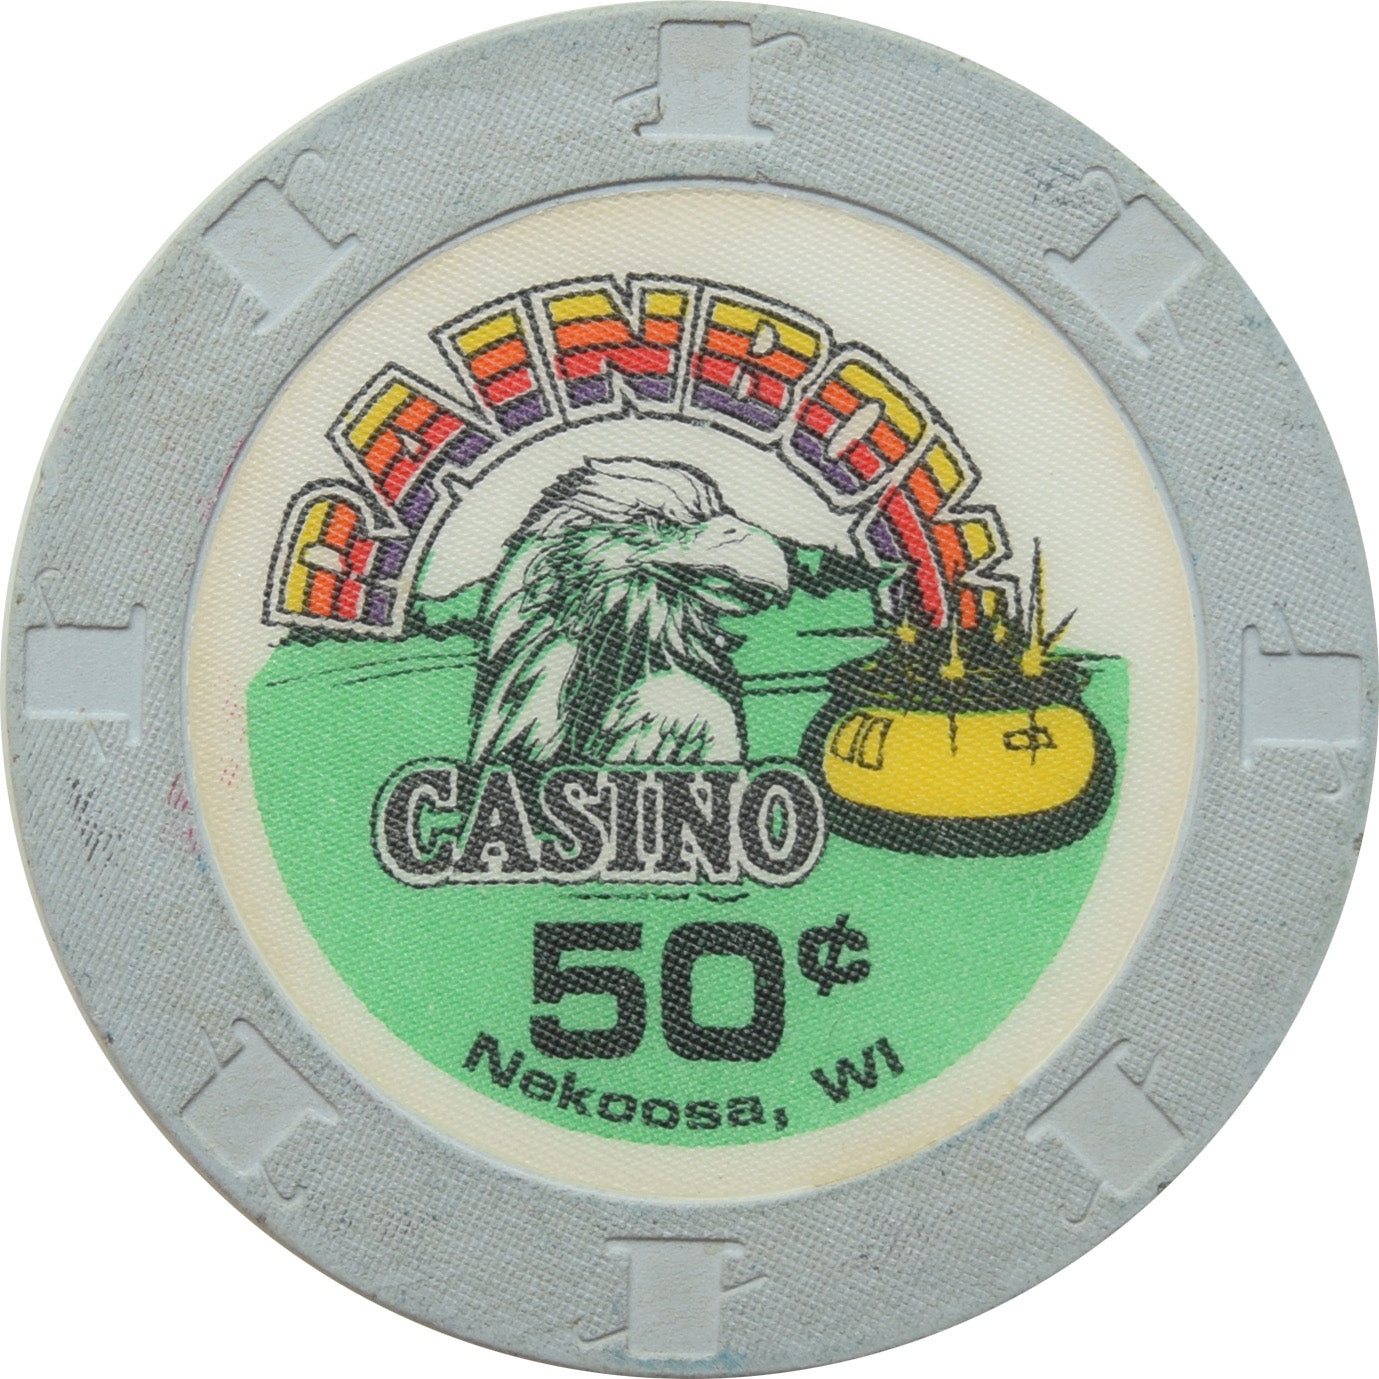 RAINBOW
CASINO
50¢
Nekoosa, WI